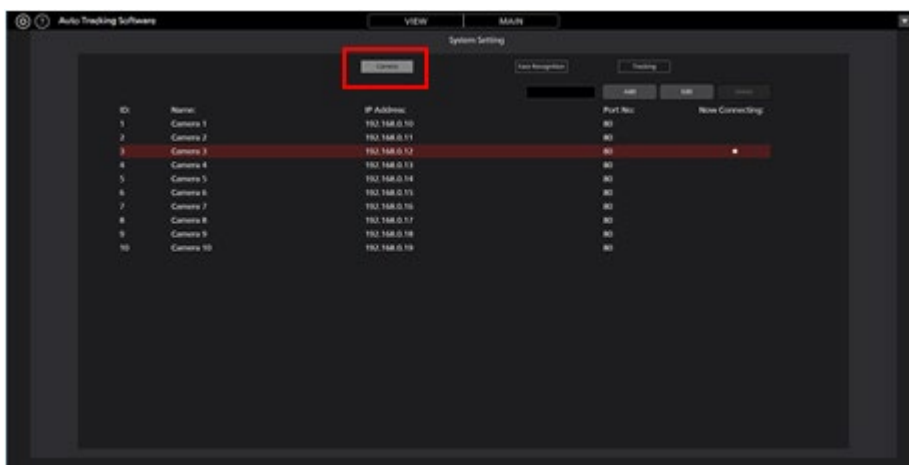 ? Auto Tracking Software VIEW MAIN
System Setting
Camera Face Recognition Tracking
Add Edit Delete
ID: Name: IP Address: Port No: Now Connecting:
1 Camera 1 192.168.0.10 80
2 Camera 2 192.168.0.11 80
3 Camera 3 192.168.0.12 80
4 Camera 4 192.168.0.13 80
5 Camera 5 192.168.0.14 80
6 Camera 6 192.168.0.15 80
7 Camera 7 192.168.0.16 80
8 Camera 8 192.168.0.17 80
9 Camera 9 192.168.0.18 80
10 Camera 10 192.168.0.19 80